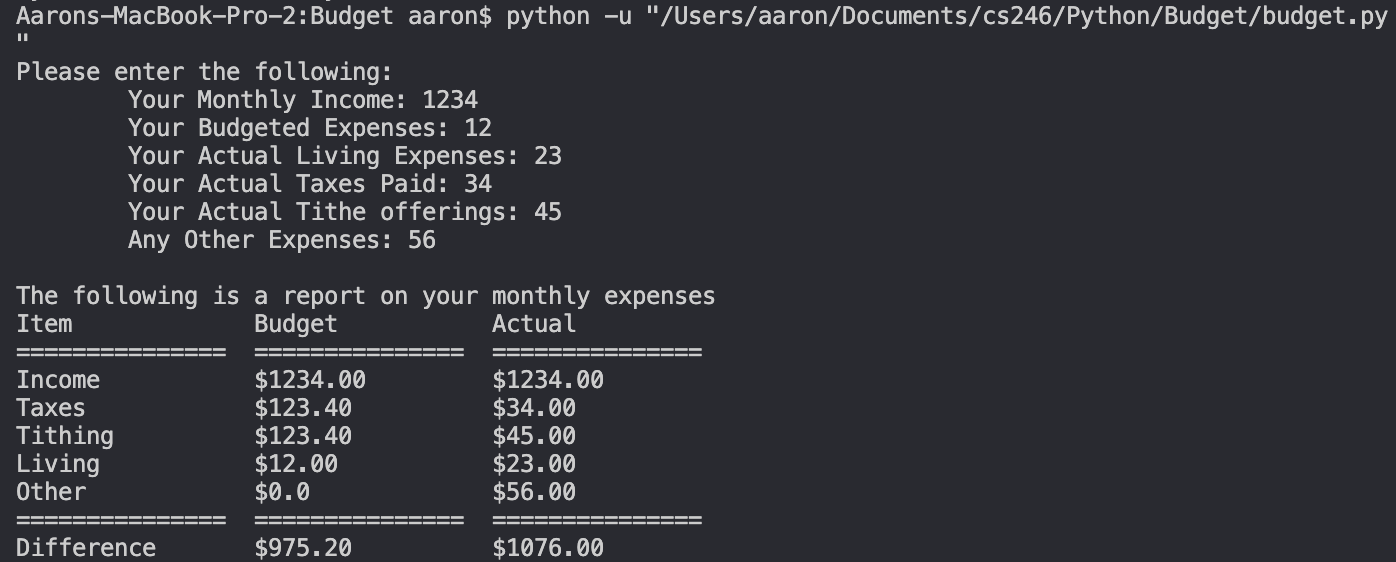 Aarons-MacBook-Pro-2:Budget aaron$ python -u "/Users/aaron/Documents/cs246/Python/Budget/budget.py
"
Please enter the following:
        Your Monthly Income: 1234
        Your Budgeted Expenses: 12
        Your Actual Living Expenses: 23
        Your Actual Taxes Paid: 34
        Your Actual Tithe offerings: 45
        Any Other Expenses: 56

The following is a report on your monthly expenses
Item             Budget           Actual
===============  ===============  ===============
Income           $1234.00         $1234.00
Taxes            $123.40          $34.00
Tithing          $123.40          $45.00
Living           $12.00           $23.00
Other            $0.0             $56.00
===============  ===============  ===============
Difference       $975.20          $1076.00